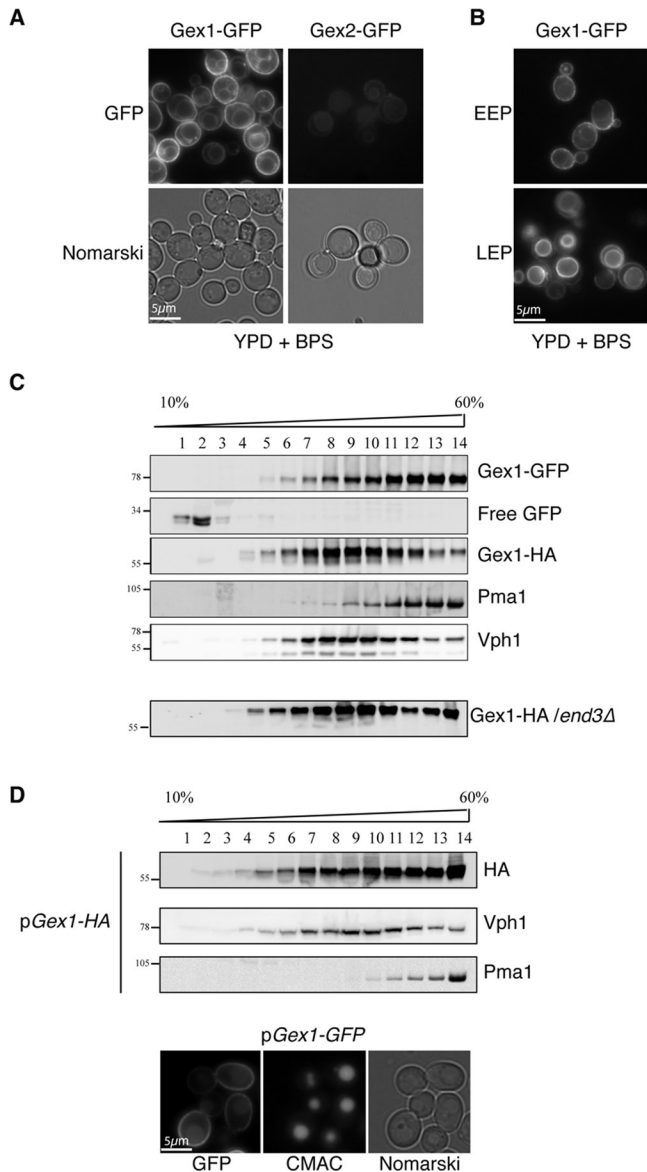 A
Gex1-GFP Gex2-GFP
GFP
Nomarski
5µm
YPD + BPS
B
Gex1-GFP
EEP
LEP
5µm
YPD + BPS
C
10% 60%
1 2 3 4 5 6 7 8 9 10 11 12 13 14
78 Gex1-GFP
34 Free GFP
55 Gex1-HA
105 Pma1
78 Vph1
55
55 Gex1-HA /end3Δ
D
10% 60%
1 2 3 4 5 6 7 8 9 10 11 12 13 14
pGex1-HA
55 HA
78 Vph1
105 Pma1
pGex1-GFP
5µm
GFP CMAC Nomarski